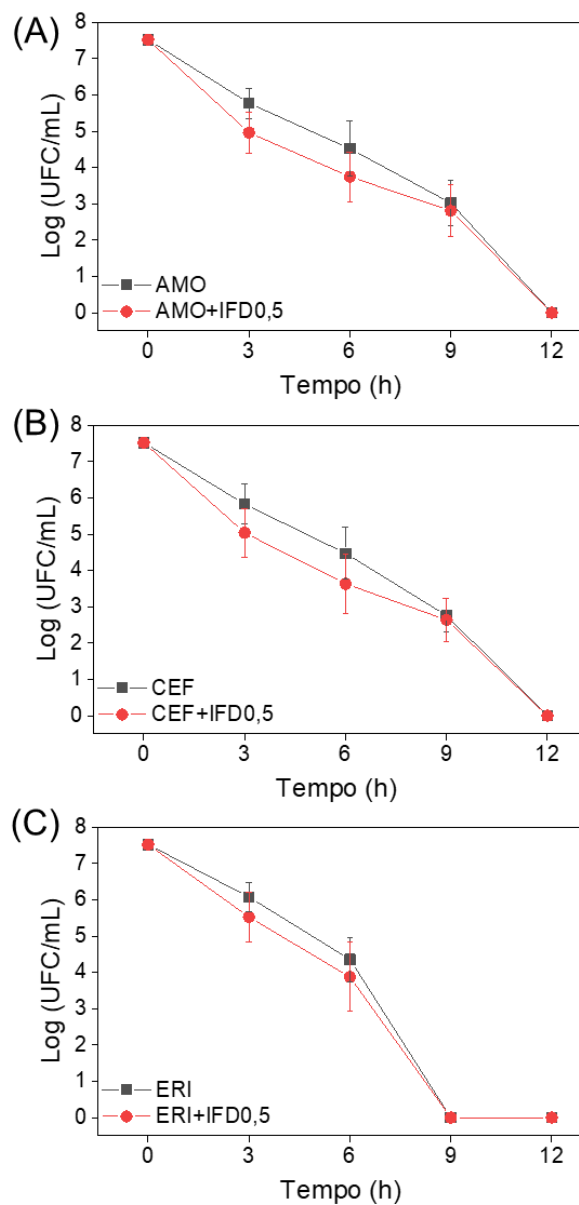 (A)
8
7
6
5
4
3
2
1
0
Log (UFC/mL)
AMO
AMO+IFD0,5
0 3 6 9 12
Tempo (h)
(B)
8
7
6
5
4
3
2
1
0
Log (UFC/mL)
CEF
CEF+IFD0,5
0 3 6 9 12
Tempo (h)
(C)
8
7
6
5
4
3
2
1
0
Log (UFC/mL)
ERI
ERI+IFD0,5
0 3 6 9 12
Tempo (h)